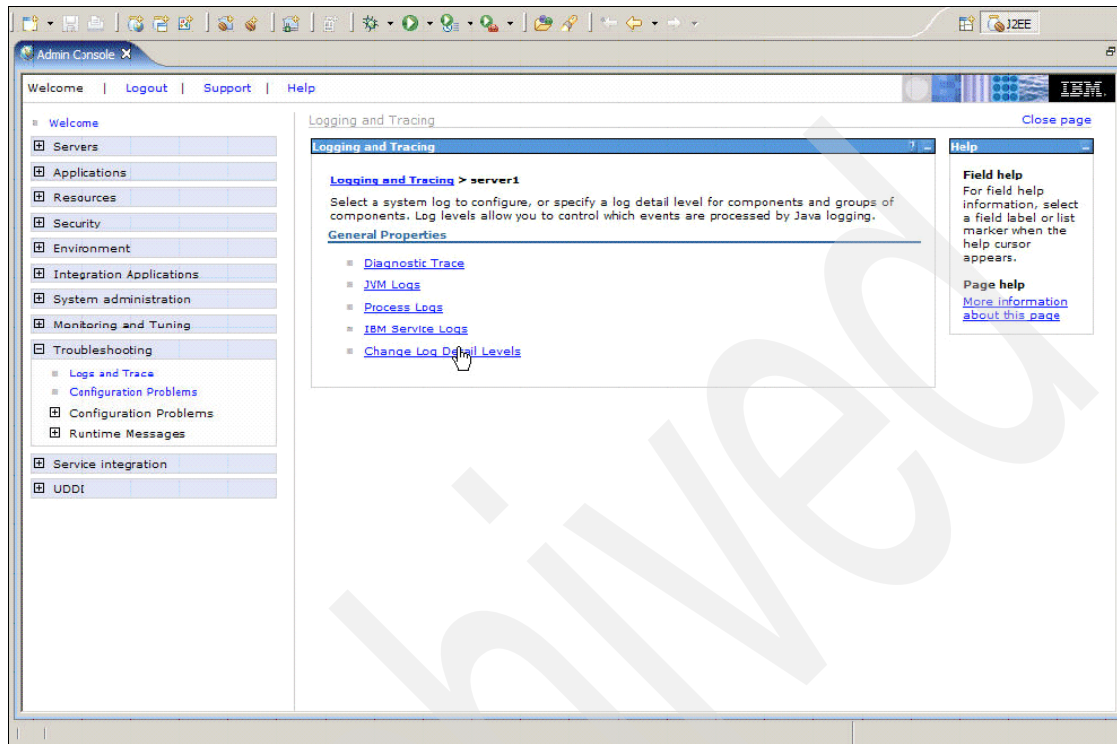 J2EE
Admin Console
Welcome | Logout | Support | Help
IBM.
Welcome
Servers
Applications
Resources
Security
Environment
Integration Applications
System administration
Monitoring and Tuning
Troubleshooting
Logs and Trace
Configuration Problems
Configuration Problems
Runtime Messages
Service integration
UDDI
Logging and Tracing
Close page
Logging and Tracing
? _
Logging and Tracing > server1
Select a system log to configure, or specify a log detail level for components and groups of
components. Log levels allow you to control which events are processed by Java logging.
General Properties
Diagnostic Trace
JVM Logs
Process Logs
IBM Service Logs
Change Log Detail Levels
Help
Field help
For field help
information, select
a field label or list
marker when the
help cursor
appears.
Page help
More information
about this page
hived